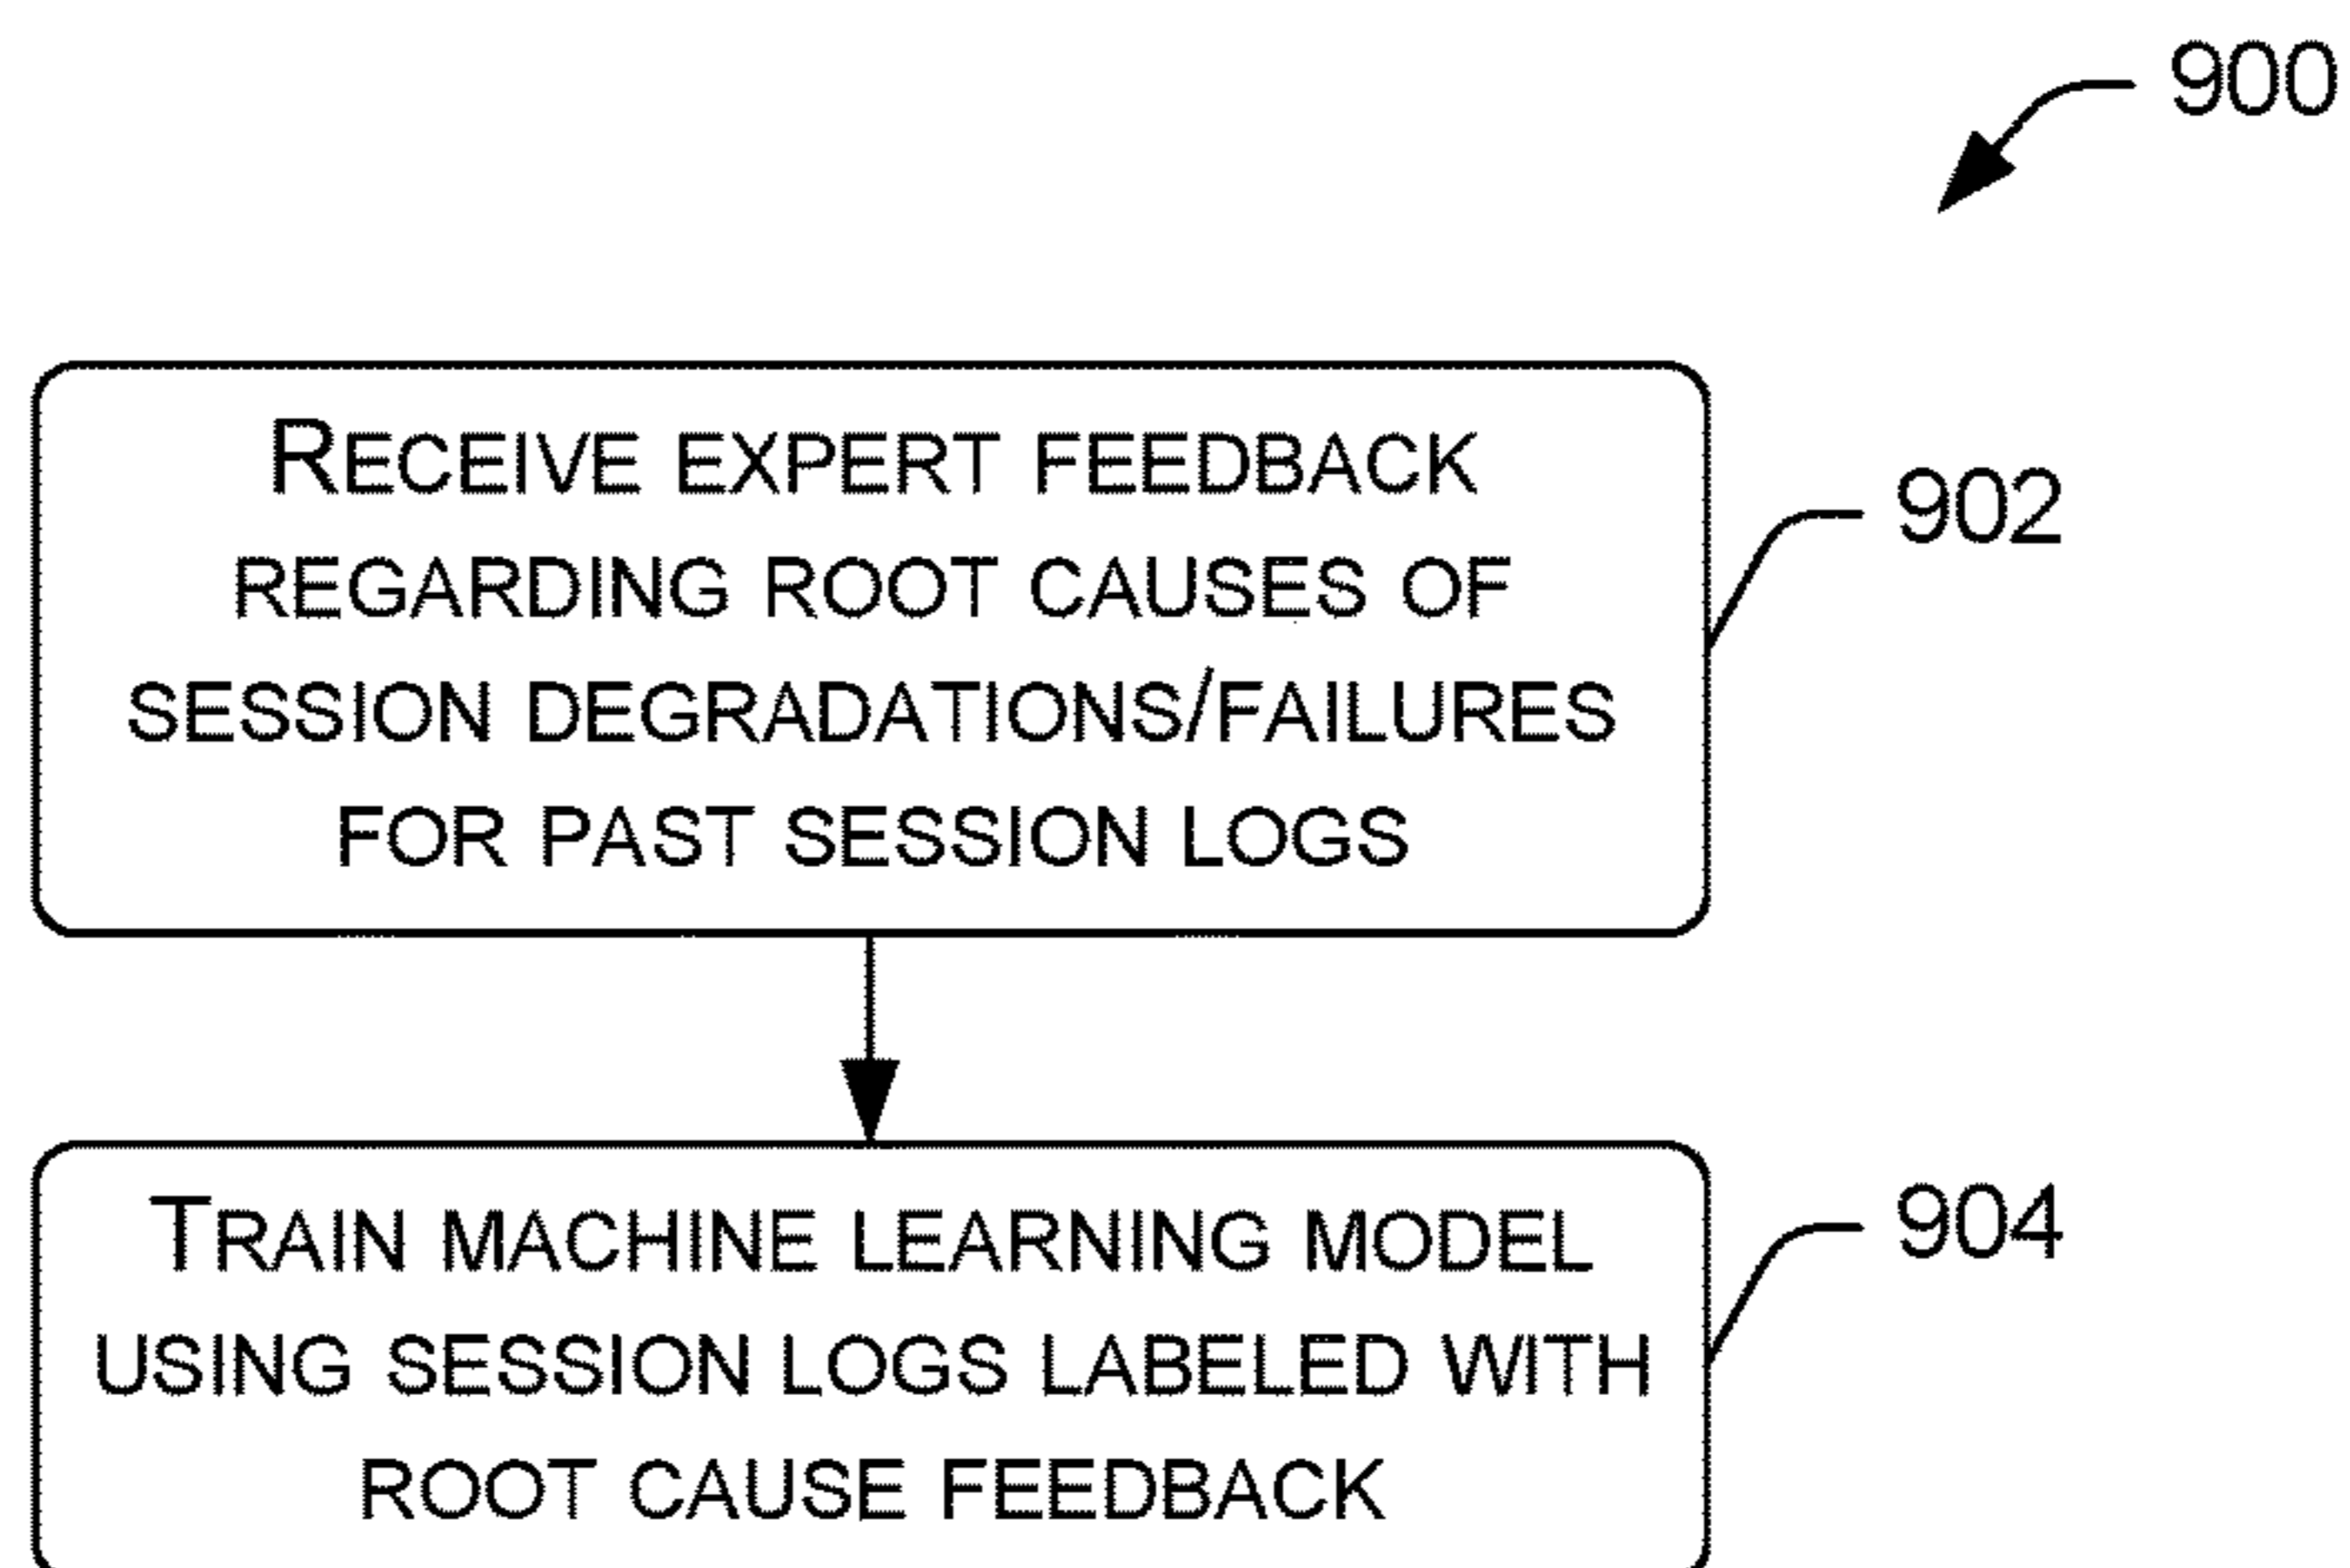 900
RECEIVE EXPERT FEEDBACK
REGARDING ROOT CAUSES OF
SESSION DEGRADATIONS/FAILURES
FOR PAST SESSION LOGS
902
TRAIN MACHINE LEARNING MODEL
USING SESSION LOGS LABELED WITH
ROOT CAUSE FEEDBACK
904